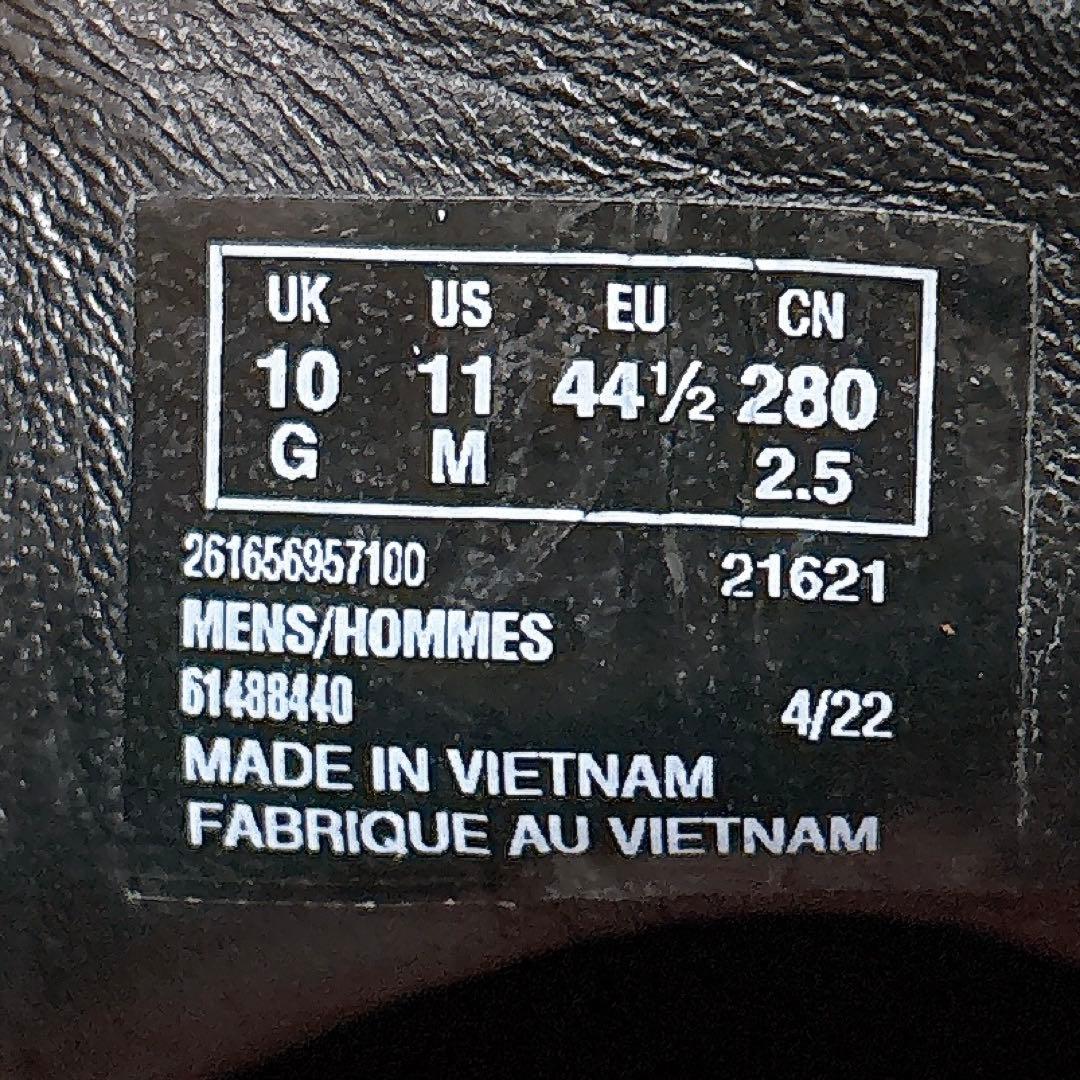 UK US EU CN
10 11 44½ 280
G M 2.5
261656957100 21621
MENS/HOMMES
61488440 4/22
MADE IN VIETNAM
FABRIQUE AU VIETNAM